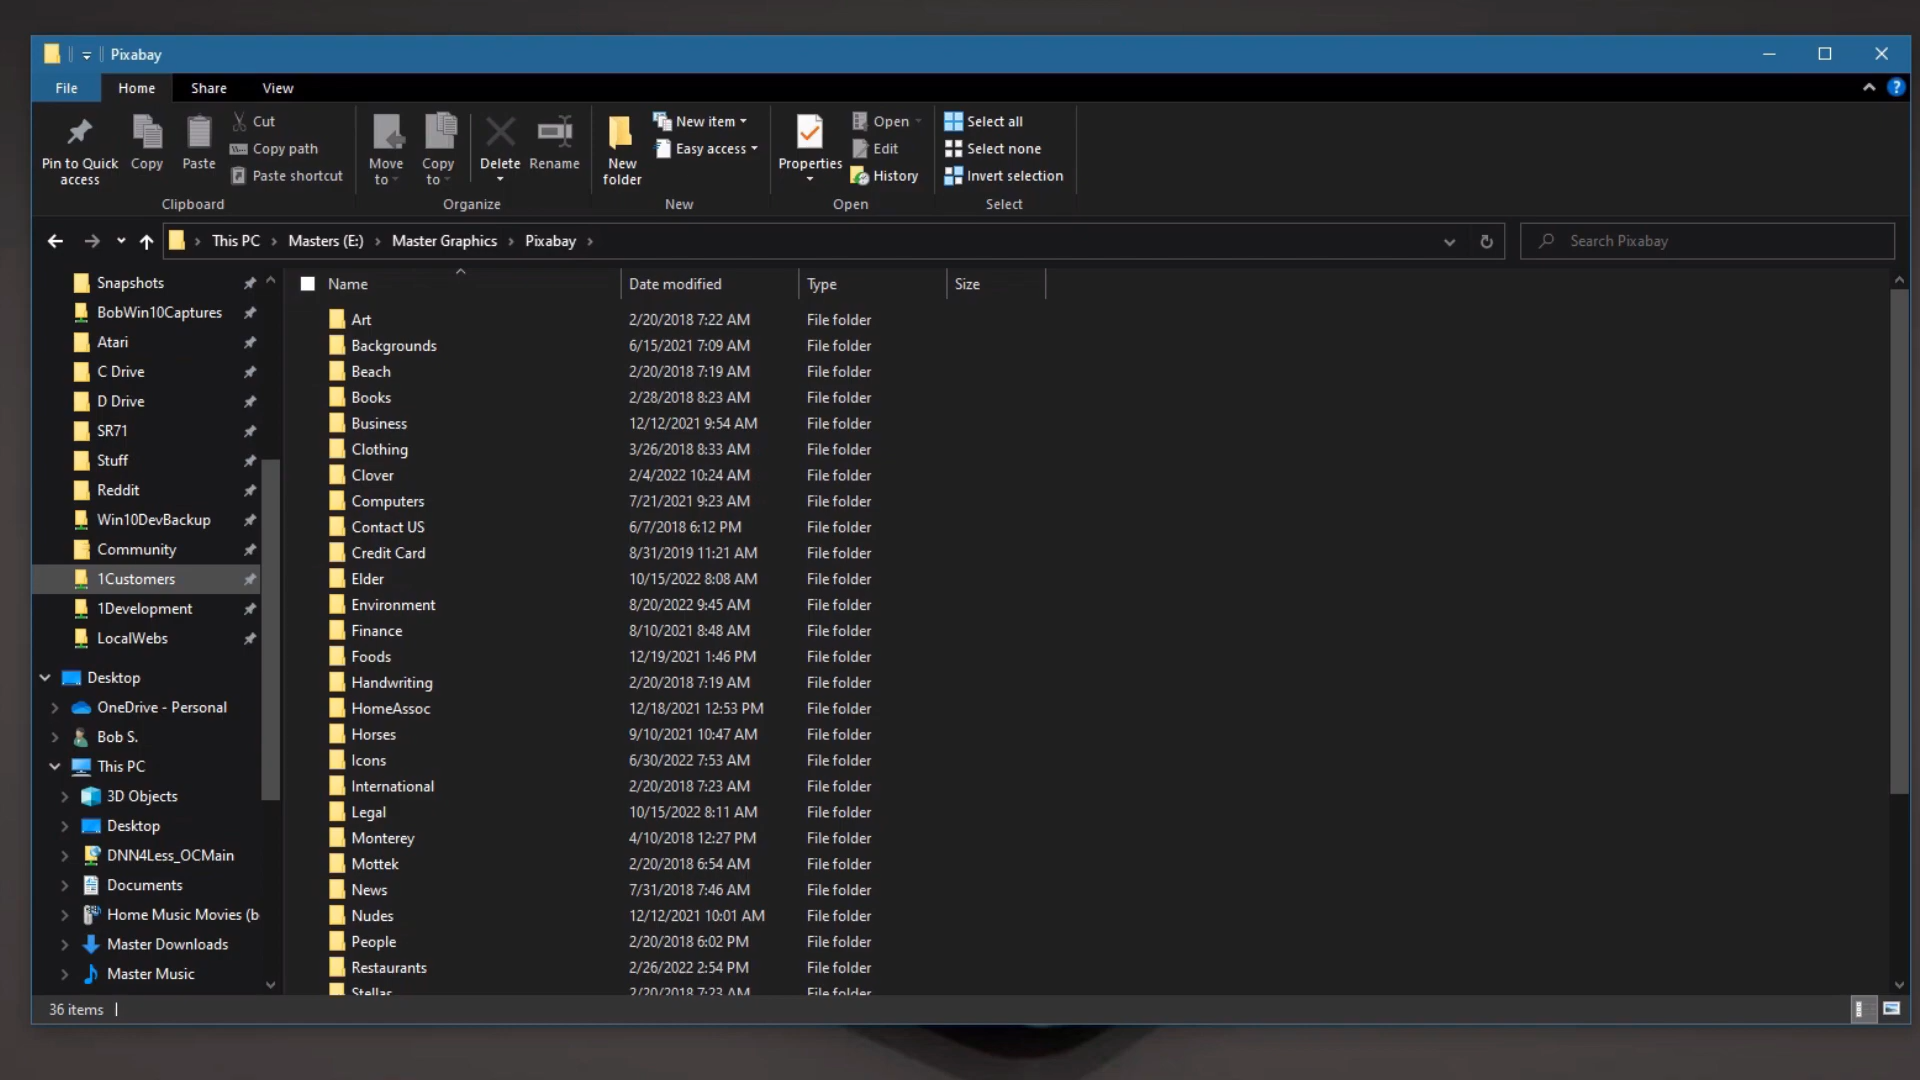 Pixabay
File Home Share View
Pin to Quick access
Copy
Paste
Cut
Copy path
Paste shortcut
Clipboard
Move to
Copy to
Delete
Rename
Organize
New folder
New item
Easy access
New
Properties
Open
Edit
History
Open
Select all
Select none
Invert selection
Select
This PC Masters (E:) Master Graphics Pixabay
Search Pixabay
Snapshots
BobWin10Captures
Atari
C Drive
D Drive
SR71
Stuff
Reddit
Win10DevBackup
Community
1Customers
1Development
LocalWebs
Desktop
OneDrive - Personal
Bob S.
This PC
3D Objects
Desktop
DNN4Less_OCMain
Documents
Home Music Movies (b
Master Downloads
Master Music
Name Date modified Type Size
Art 2/20/2018 7:22 AM File folder
Backgrounds 6/15/2021 7:09 AM File folder
Beach 2/20/2018 7:19 AM File folder
Books 2/28/2018 8:23 AM File folder
Business 12/12/2021 9:54 AM File folder
Clothing 3/26/2018 8:33 AM File folder
Clover 2/4/2022 10:24 AM File folder
Computers 7/21/2021 9:23 AM File folder
Contact US 6/7/2018 6:12 PM File folder
Credit Card 8/31/2019 11:21 AM File folder
Elder 10/15/2022 8:08 AM File folder
Environment 8/20/2022 9:45 AM File folder
Finance 8/10/2021 8:48 AM File folder
Foods 12/19/2021 1:46 PM File folder
Handwriting 2/20/2018 7:19 AM File folder
HomeAssoc 12/18/2021 12:53 PM File folder
Horses 9/10/2021 10:47 AM File folder
Icons 6/30/2022 7:53 AM File folder
International 2/20/2018 7:23 AM File folder
Legal 10/15/2022 8:11 AM File folder
Monterey 4/10/2018 12:27 PM File folder
Mottek 2/20/2018 6:54 AM File folder
News 7/31/2018 7:46 AM File folder
Nudes 12/12/2021 10:01 AM File folder
People 2/20/2018 6:02 PM File folder
Restaurants 2/26/2022 2:54 PM File folder
Stellas 2/20/2018 7:23 AM File folder
36 items